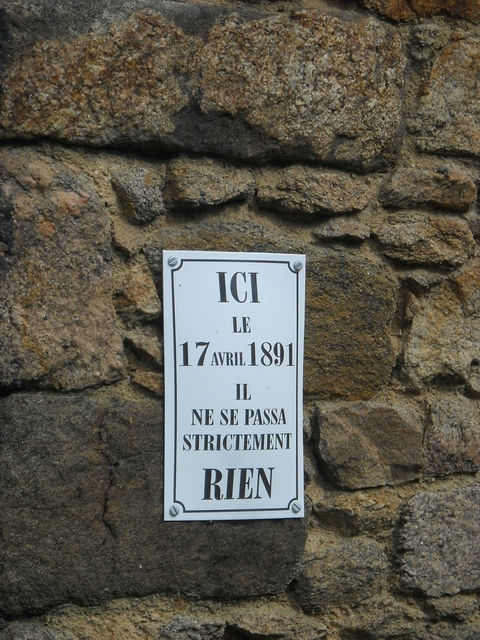 ICI
LE
17 AVRIL 1891
IL
NE SE PASSA
STRICTEMENT
RIEN